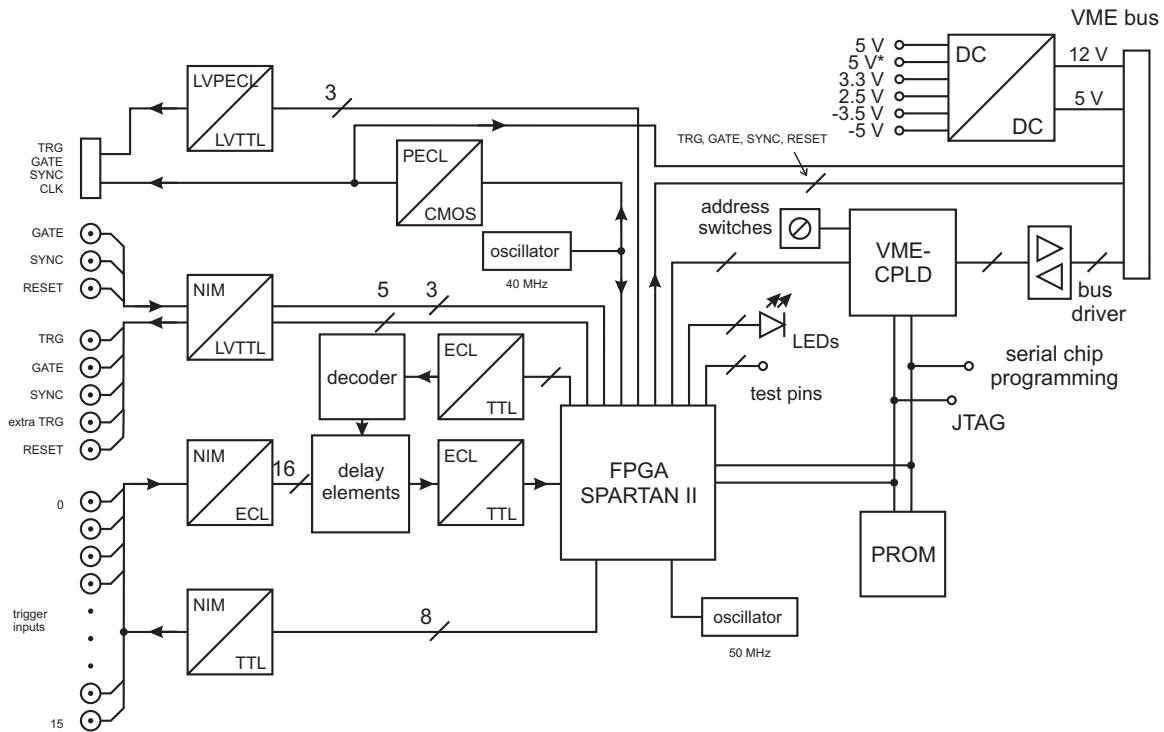 VME bus
5 V
5 V*
3.3 V
2.5 V
-3.5 V
-5 V
DC
DC
12 V
5 V
LVPECL
LVTTL
3
TRG
GATE
SYNC
CLK
PECL
CMOS
TRG, GATE, SYNC, RESET
oscillator
40 MHz
address
switches
VME-
CPLD
bus
driver
GATE
SYNC
RESET
NIM
LVTTL
5
3
TRG
GATE
SYNC
extra TRG
RESET
decoder
ECL
TTL
LEDs
test pins
serial chip
programming
JTAG
NIM
ECL
16
delay
elements
ECL
TTL
FPGA
SPARTAN II
PROM
0
trigger
inputs
15
NIM
TTL
8
oscillator
50 MHz